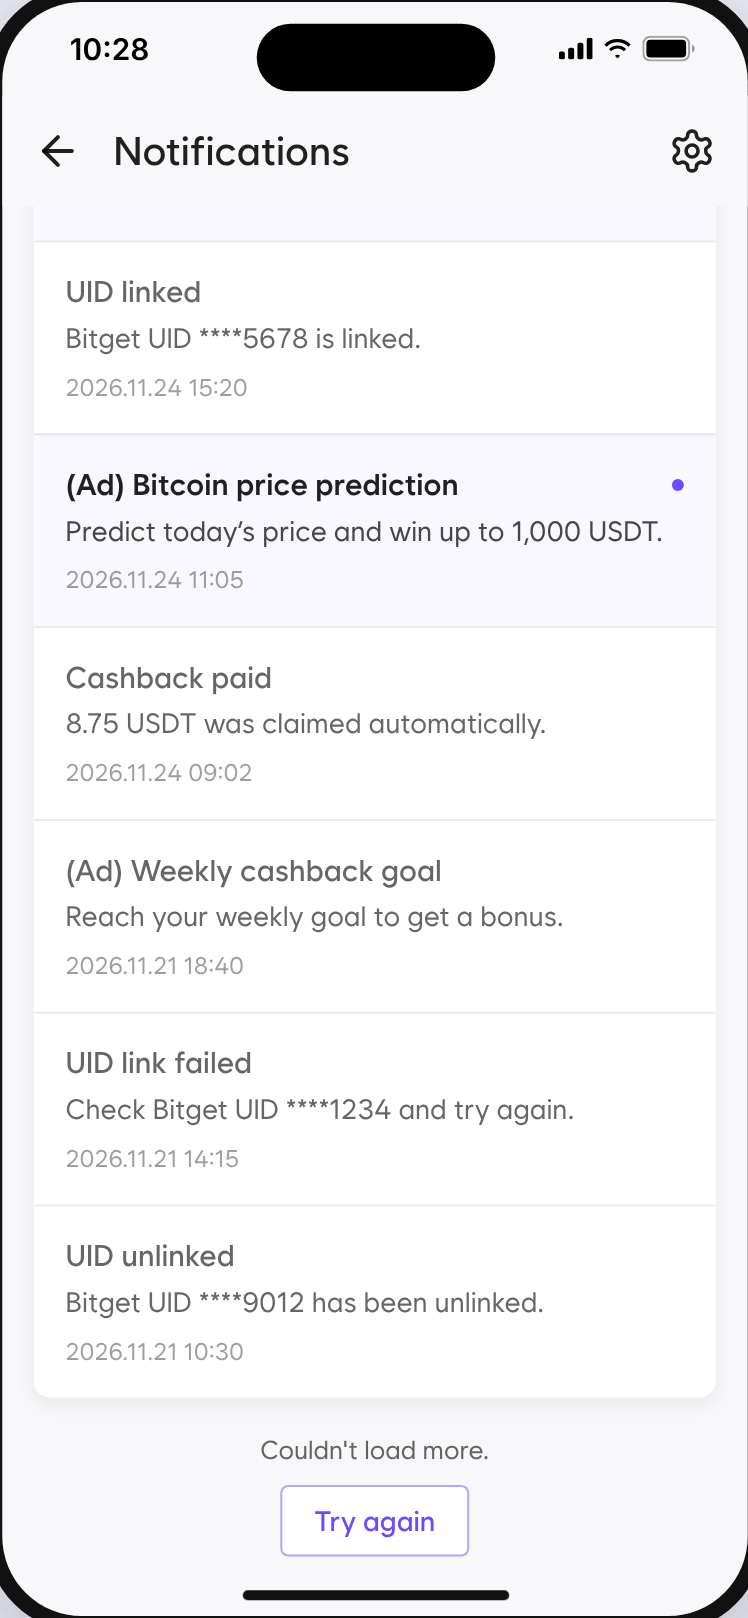 10:28
Notifications
UID linked
Bitget UID ****5678 is linked.
2026.11.24 15:20
(Ad) Bitcoin price prediction
Predict today’s price and win up to 1,000 USDT.
2026.11.24 11:05
Cashback paid
8.75 USDT was claimed automatically.
2026.11.24 09:02
(Ad) Weekly cashback goal
Reach your weekly goal to get a bonus.
2026.11.21 18:40
UID link failed
Check Bitget UID ****1234 and try again.
2026.11.21 14:15
UID unlinked
Bitget UID ****9012 has been unlinked.
2026.11.21 10:30
Couldn't load more.
Try again